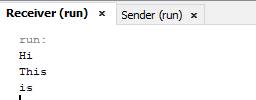 Receiver (run) × Sender (run) ×
run:
Hi
This
is